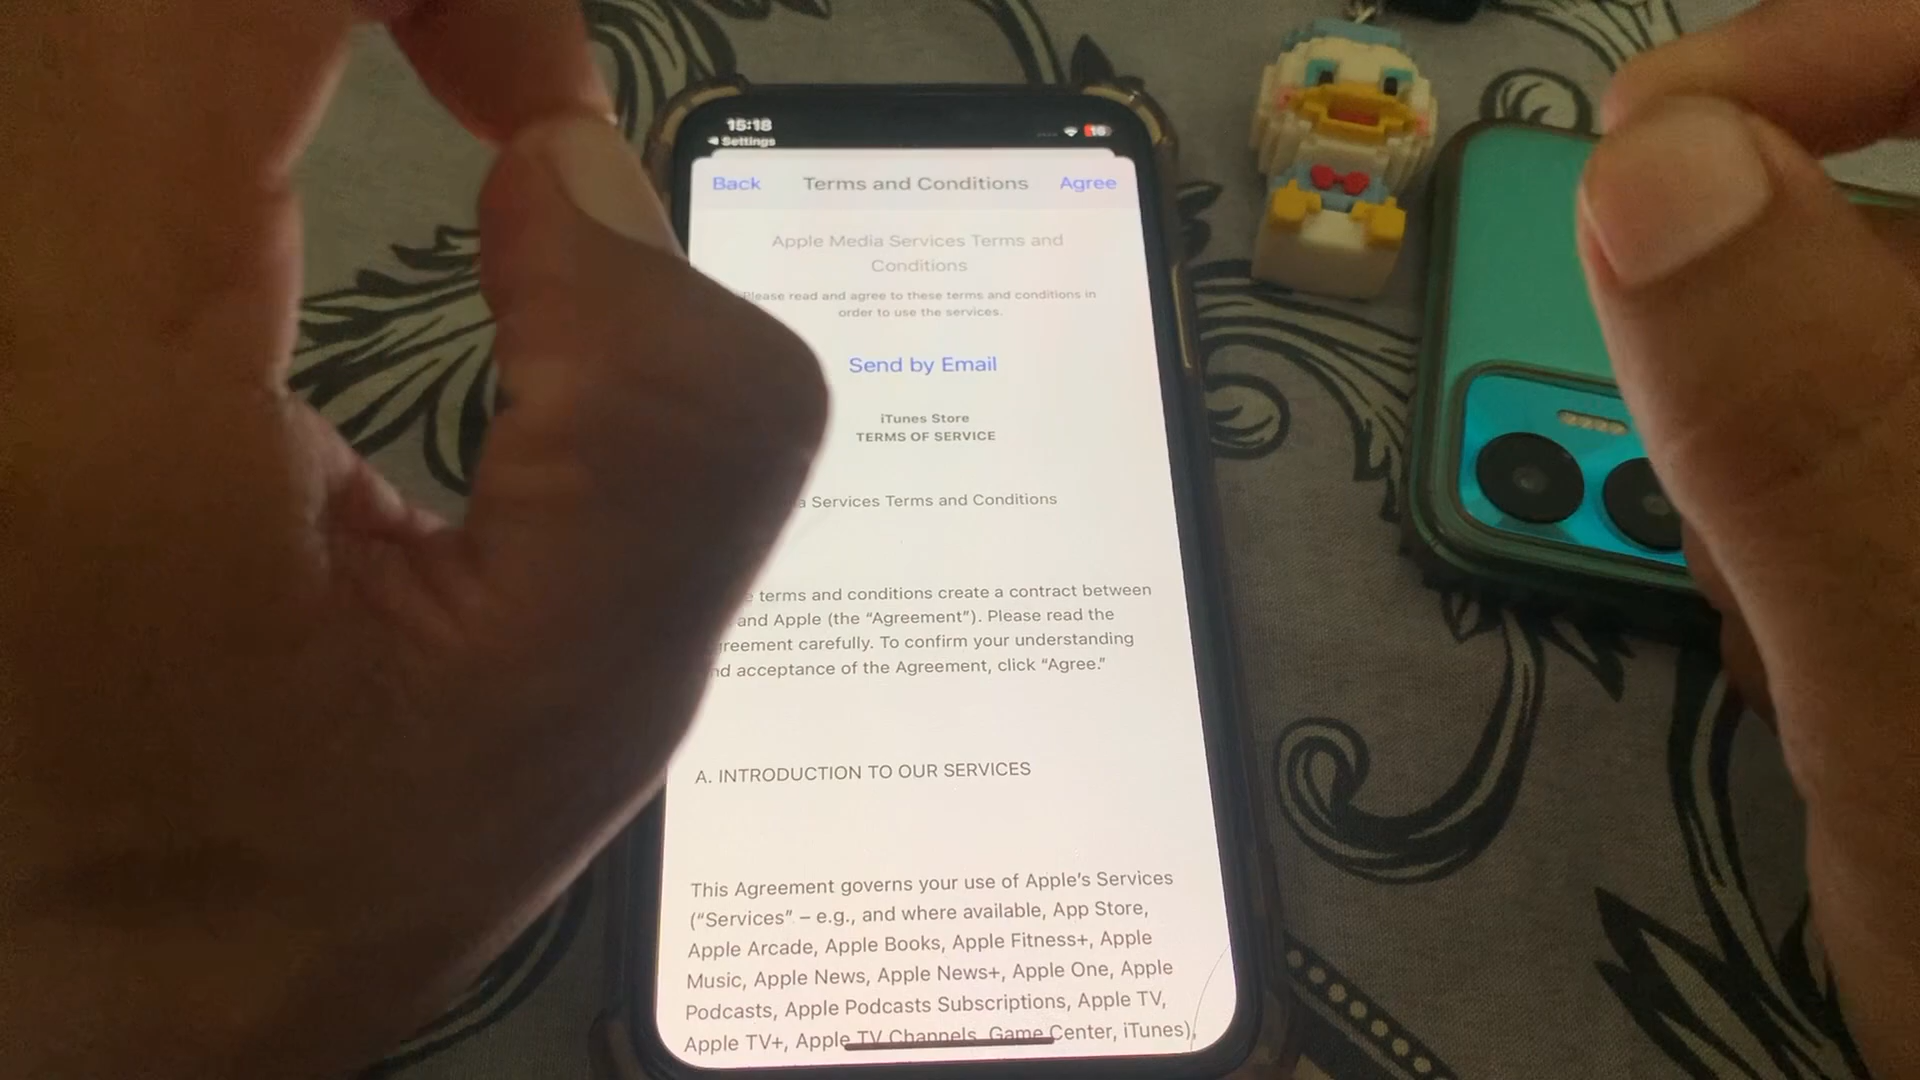 15:18
16
Settings
Back Terms and Conditions Agree
Apple Media Services Terms and
Conditions
Please read and agree to these terms and conditions in
order to use the services.
Send by Email
iTunes Store
TERMS OF SERVICE
Services Terms and Conditions
terms and conditions create a contract between
and Apple (the “Agreement”). Please read the
Agreement carefully. To confirm your understanding
and acceptance of the Agreement, click “Agree.”
A. INTRODUCTION TO OUR SERVICES
This Agreement governs your use of Apple’s Services
(“Services” – e.g., and where available, App Store,
Apple Arcade, Apple Books, Apple Fitness+, Apple
Music, Apple News, Apple News+, Apple One, Apple
Podcasts, Apple Podcasts Subscriptions, Apple TV,
Apple TV+, Apple TV Channels, Game Center, iTunes),